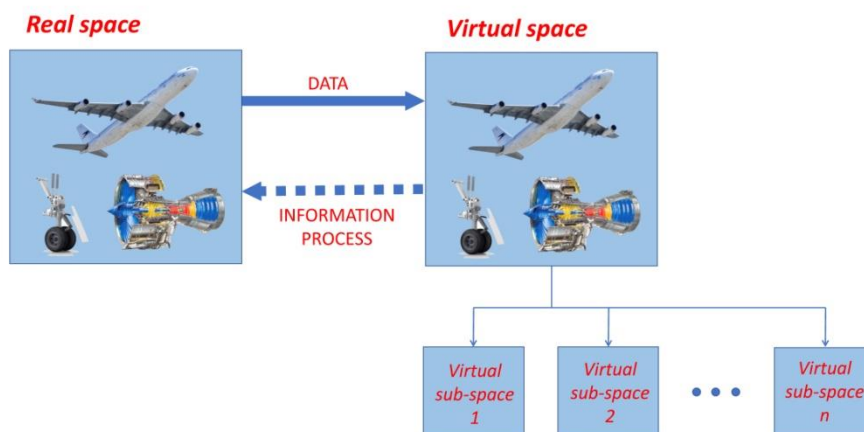 Real space
Virtual space
DATA
INFORMATION
PROCESS
Virtual
sub-space
1
Virtual
sub-space
2
Virtual
sub-space
n